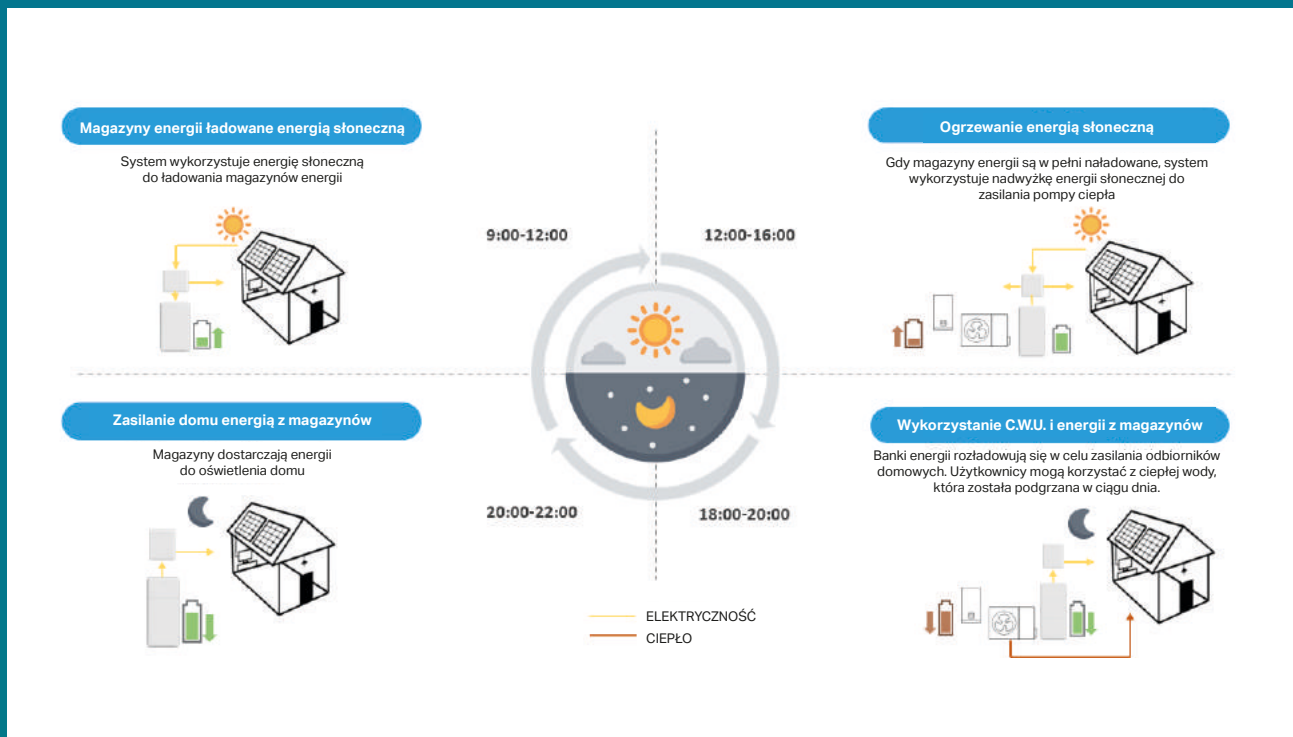 Magazyny energii ładowane energią słoneczną
System wykorzystuje energię słoneczną
do ładowania magazynów energii
Ogrzewanie energią słoneczną
Gdy magazyny energii są w pełni naładowane, system
wykorzystuje nadwyżkę energii słonecznej do
zasilania pompy ciepła
9:00-12:00
12:00-16:00
Zasilanie domu energią z magazynów
Magazyny dostarczają energii
do oświetlenia domu
Wykorzystanie C.W.U. i energii z magazynów
Banki energii rozładowują się w celu zasilania odbiorników
domowych. Użytkownicy mogą korzystać z ciepłej wody,
która została podgrzana w ciągu dnia.
20:00-22:00
18:00-20:00
ELEKTRYCZNOŚĆ
CIEPŁO